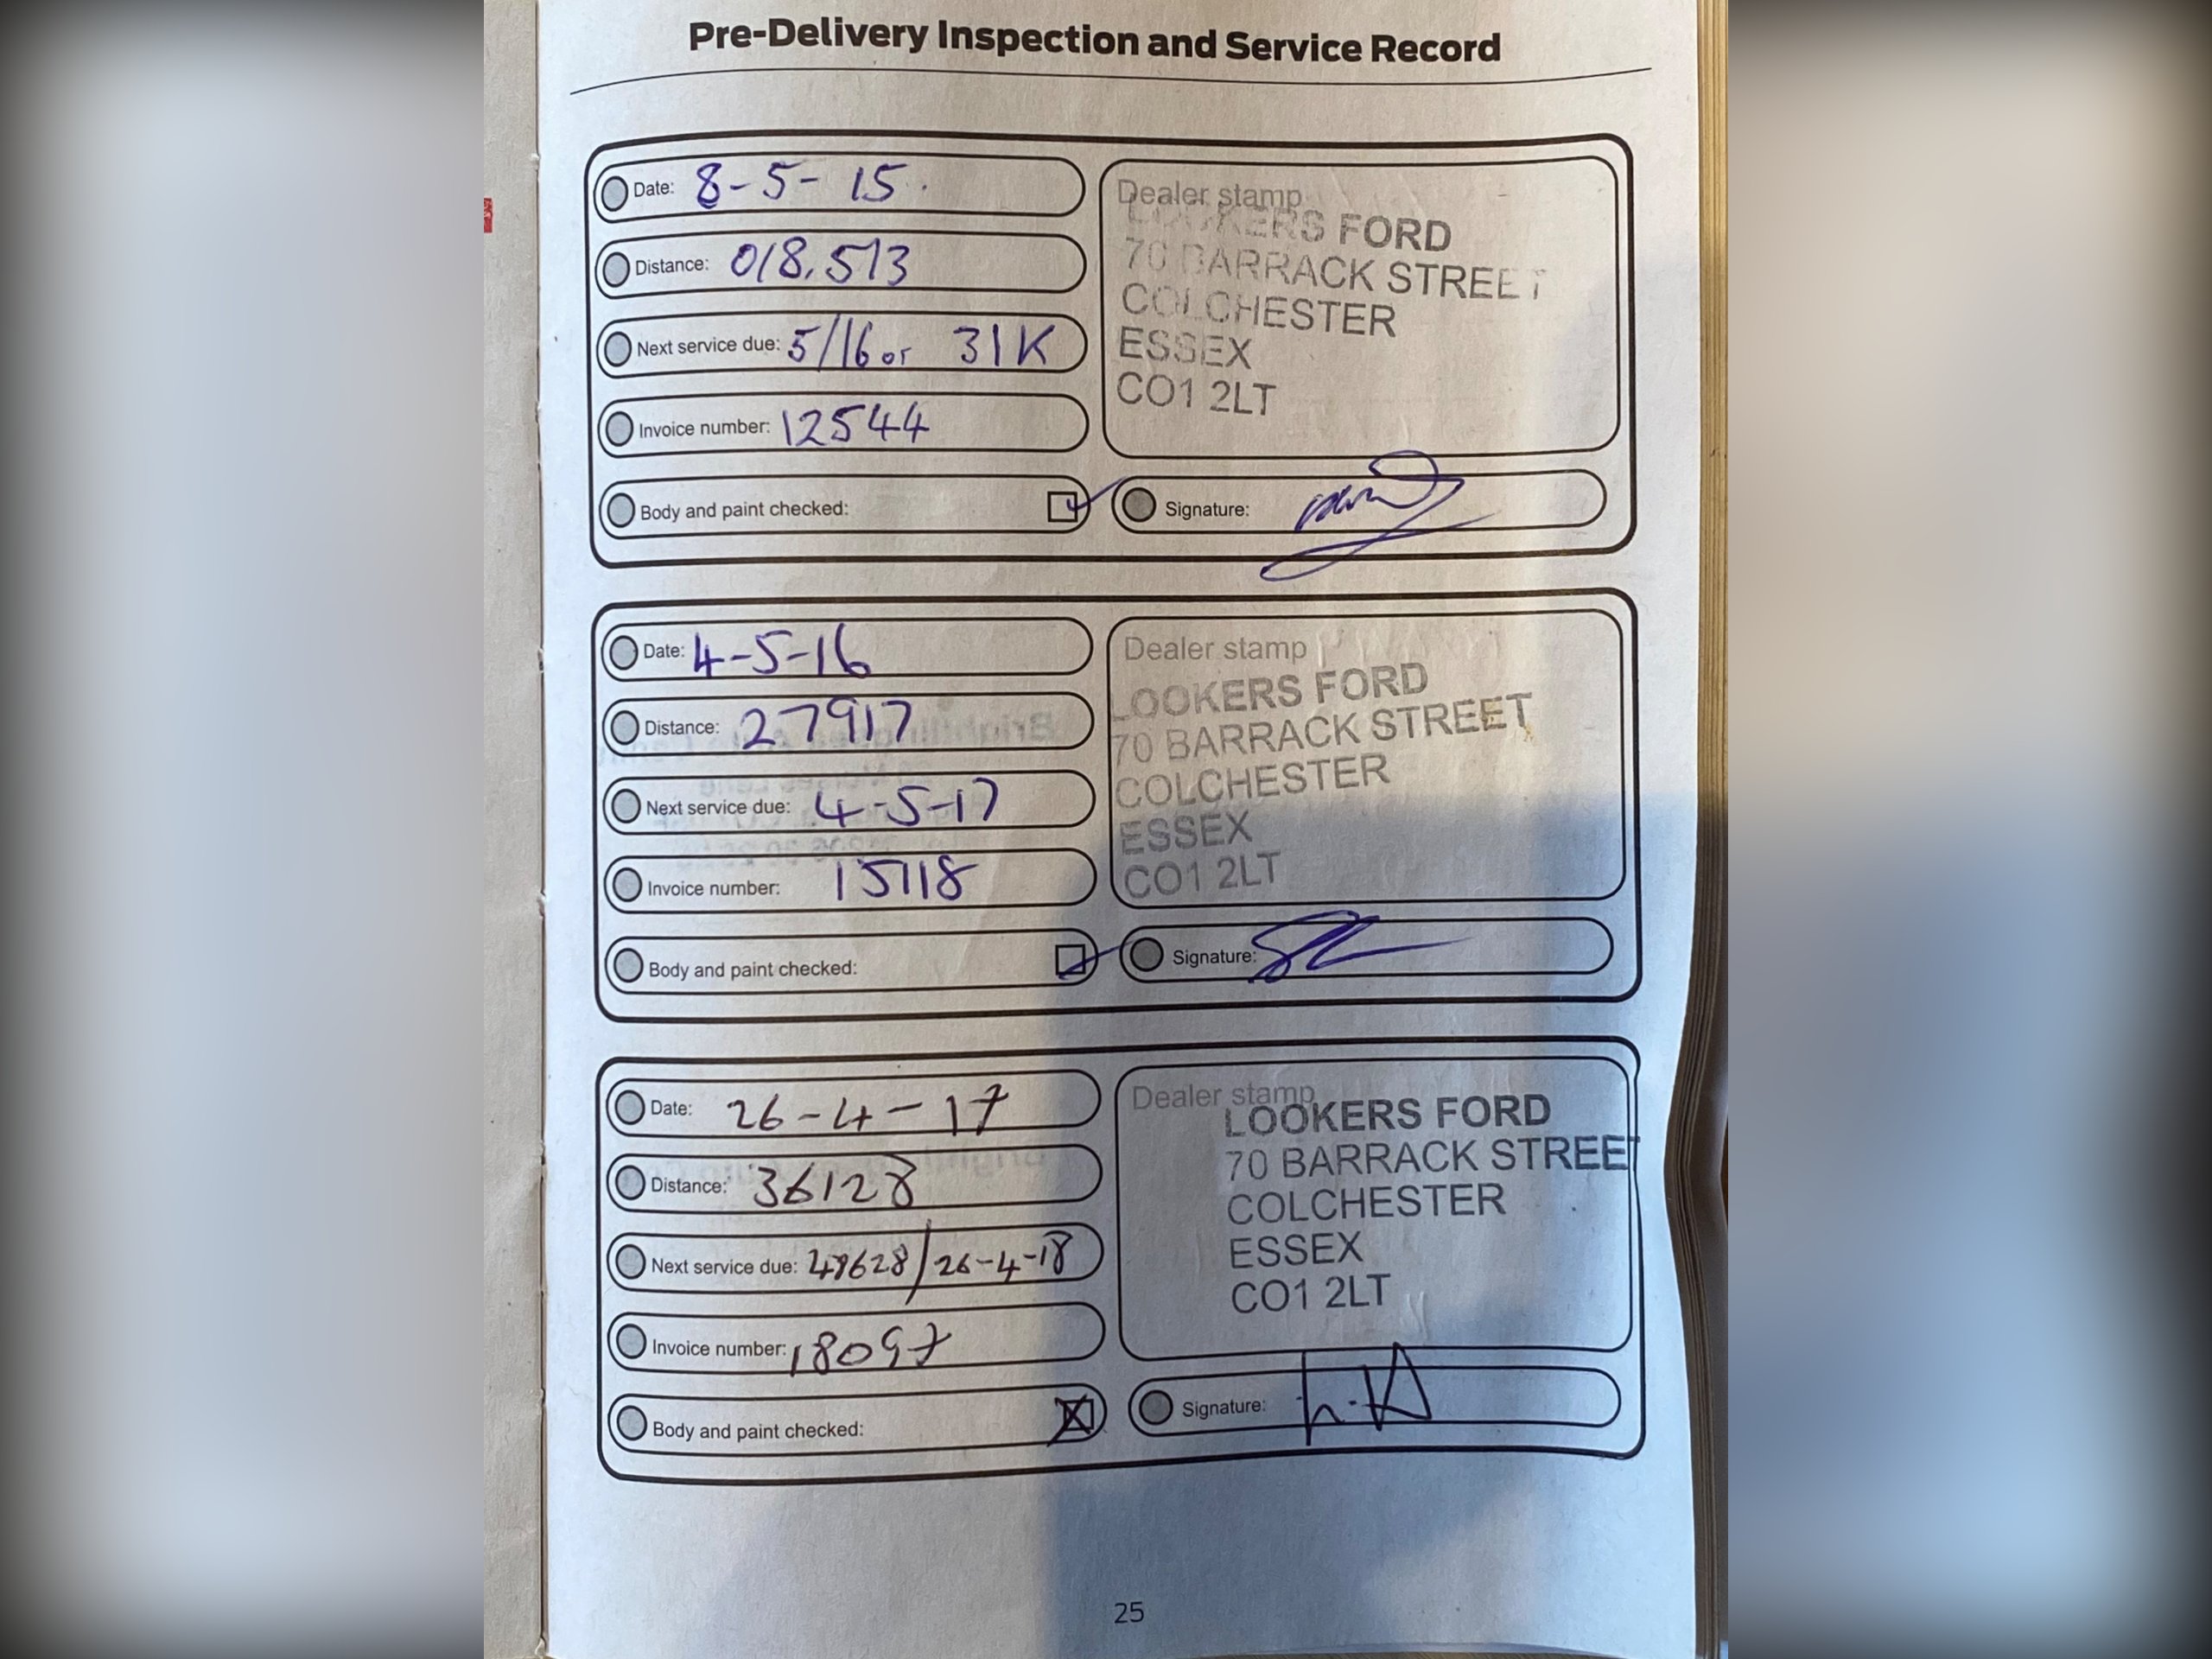 Pre-Delivery Inspection and Service Record
Date: 8-5-15.
Distance: 018,513
Next service due: 5/16 or 31K
Invoice number: 12544
Body and paint checked:
Dealer stamp
LOOKERS FORD
70 BARRACK STREET
COLCHESTER
ESSEX
CO1 2LT
Signature:
Date: 4-5-16
Distance: 27917
Next service due: 4-5-17
Invoice number: 15118
Body and paint checked:
Dealer stamp
LOOKERS FORD
70 BARRACK STREET
COLCHESTER
ESSEX
CO1 2LT
Signature:
Date: 26-4-17
Distance: 36128
Next service due: 48628/26-4-18
Invoice number: 18097
Body and paint checked:
Dealer stamp
LOOKERS FORD
70 BARRACK STREET
COLCHESTER
ESSEX
CO1 2LT
Signature:
25